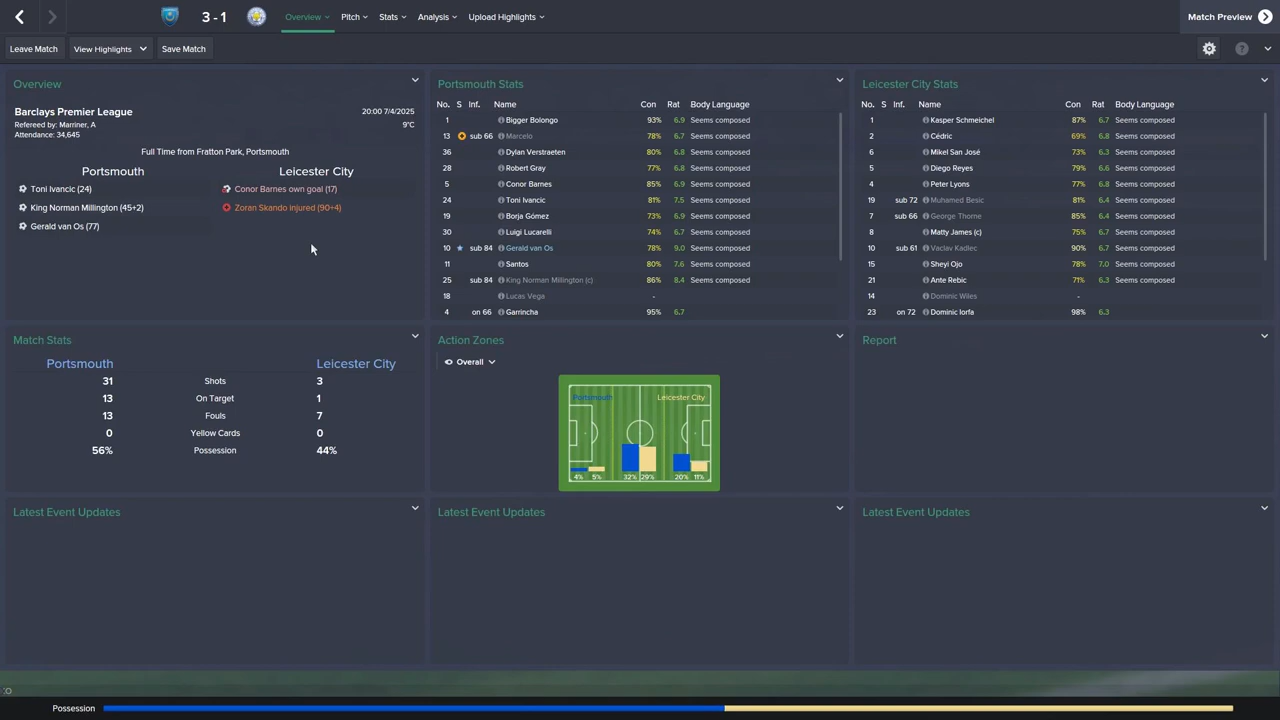 3 - 1
Overview
Pitch
Stats
Analysis
Upload Highlights
Match Preview
Leave Match
View Highlights
Save Match
Overview
Barclays Premier League
20:00 7/4/2025
Refereed by: Marriner, A
9°C
Attendance: 34,645
Full Time from Fratton Park, Portsmouth
Portsmouth
Leicester City
Toni Ivancic (24)
Conor Barnes own goal (17)
King Norman Millington (45+2)
Zoran Skando injured (90+4)
Gerald van Os (77)
Portsmouth Stats
No. S Inf. Name Con Rat Body Language
1 Bigger Bolongo 93% 6.9 Seems composed
13 sub 66 Marcelo 78% 6.7 Seems composed
36 Dylan Verstraeten 80% 6.8 Seems composed
28 Robert Gray 77% 6.8 Seems composed
5 Conor Barnes 85% 6.9 Seems composed
24 Toni Ivancic 81% 7.5 Seems composed
19 Borja Gómez 73% 6.9 Seems composed
30 Luigi Lucarelli 74% 6.7 Seems composed
10 sub 84 Gerald van Os 78% 9.0 Seems composed
11 Santos 80% 7.6 Seems composed
25 sub 84 King Norman Millington (c) 86% 8.4 Seems composed
18 Lucas Vega -
4 on 66 Garrincha 95% 6.7 Seems composed
Leicester City Stats
No. S Inf. Name Con Rat Body Language
1 Kasper Schmeichel 87% 6.7 Seems composed
2 Cédric 69% 6.8 Seems composed
6 Mikel San José 73% 6.3 Seems composed
5 Diego Reyes 79% 6.6 Seems composed
4 Peter Lyons 77% 6.8 Seems composed
19 sub 72 Muhamed Besic 81% 6.4 Seems composed
7 sub 66 George Thorne 85% 6.4 Seems composed
8 Matty James (c) 75% 6.7 Seems composed
10 sub 61 Vaclav Kadlec 90% 6.7 Seems composed
15 Sheyi Ojo 78% 7.0 Seems composed
21 Ante Rebic 71% 6.3 Seems composed
14 Dominic Wiles -
23 on 72 Dominic Iorfa 98% 6.3 Seems composed
Match Stats
Portsmouth
Leicester City
31 Shots 3
13 On Target 1
13 Fouls 7
0 Yellow Cards 0
56% Possession 44%
Action Zones
Overall
Portsmouth
Leicester City
4% 5% 32% 29% 20% 11%
Report
Latest Event Updates
Latest Event Updates
Latest Event Updates
Possession